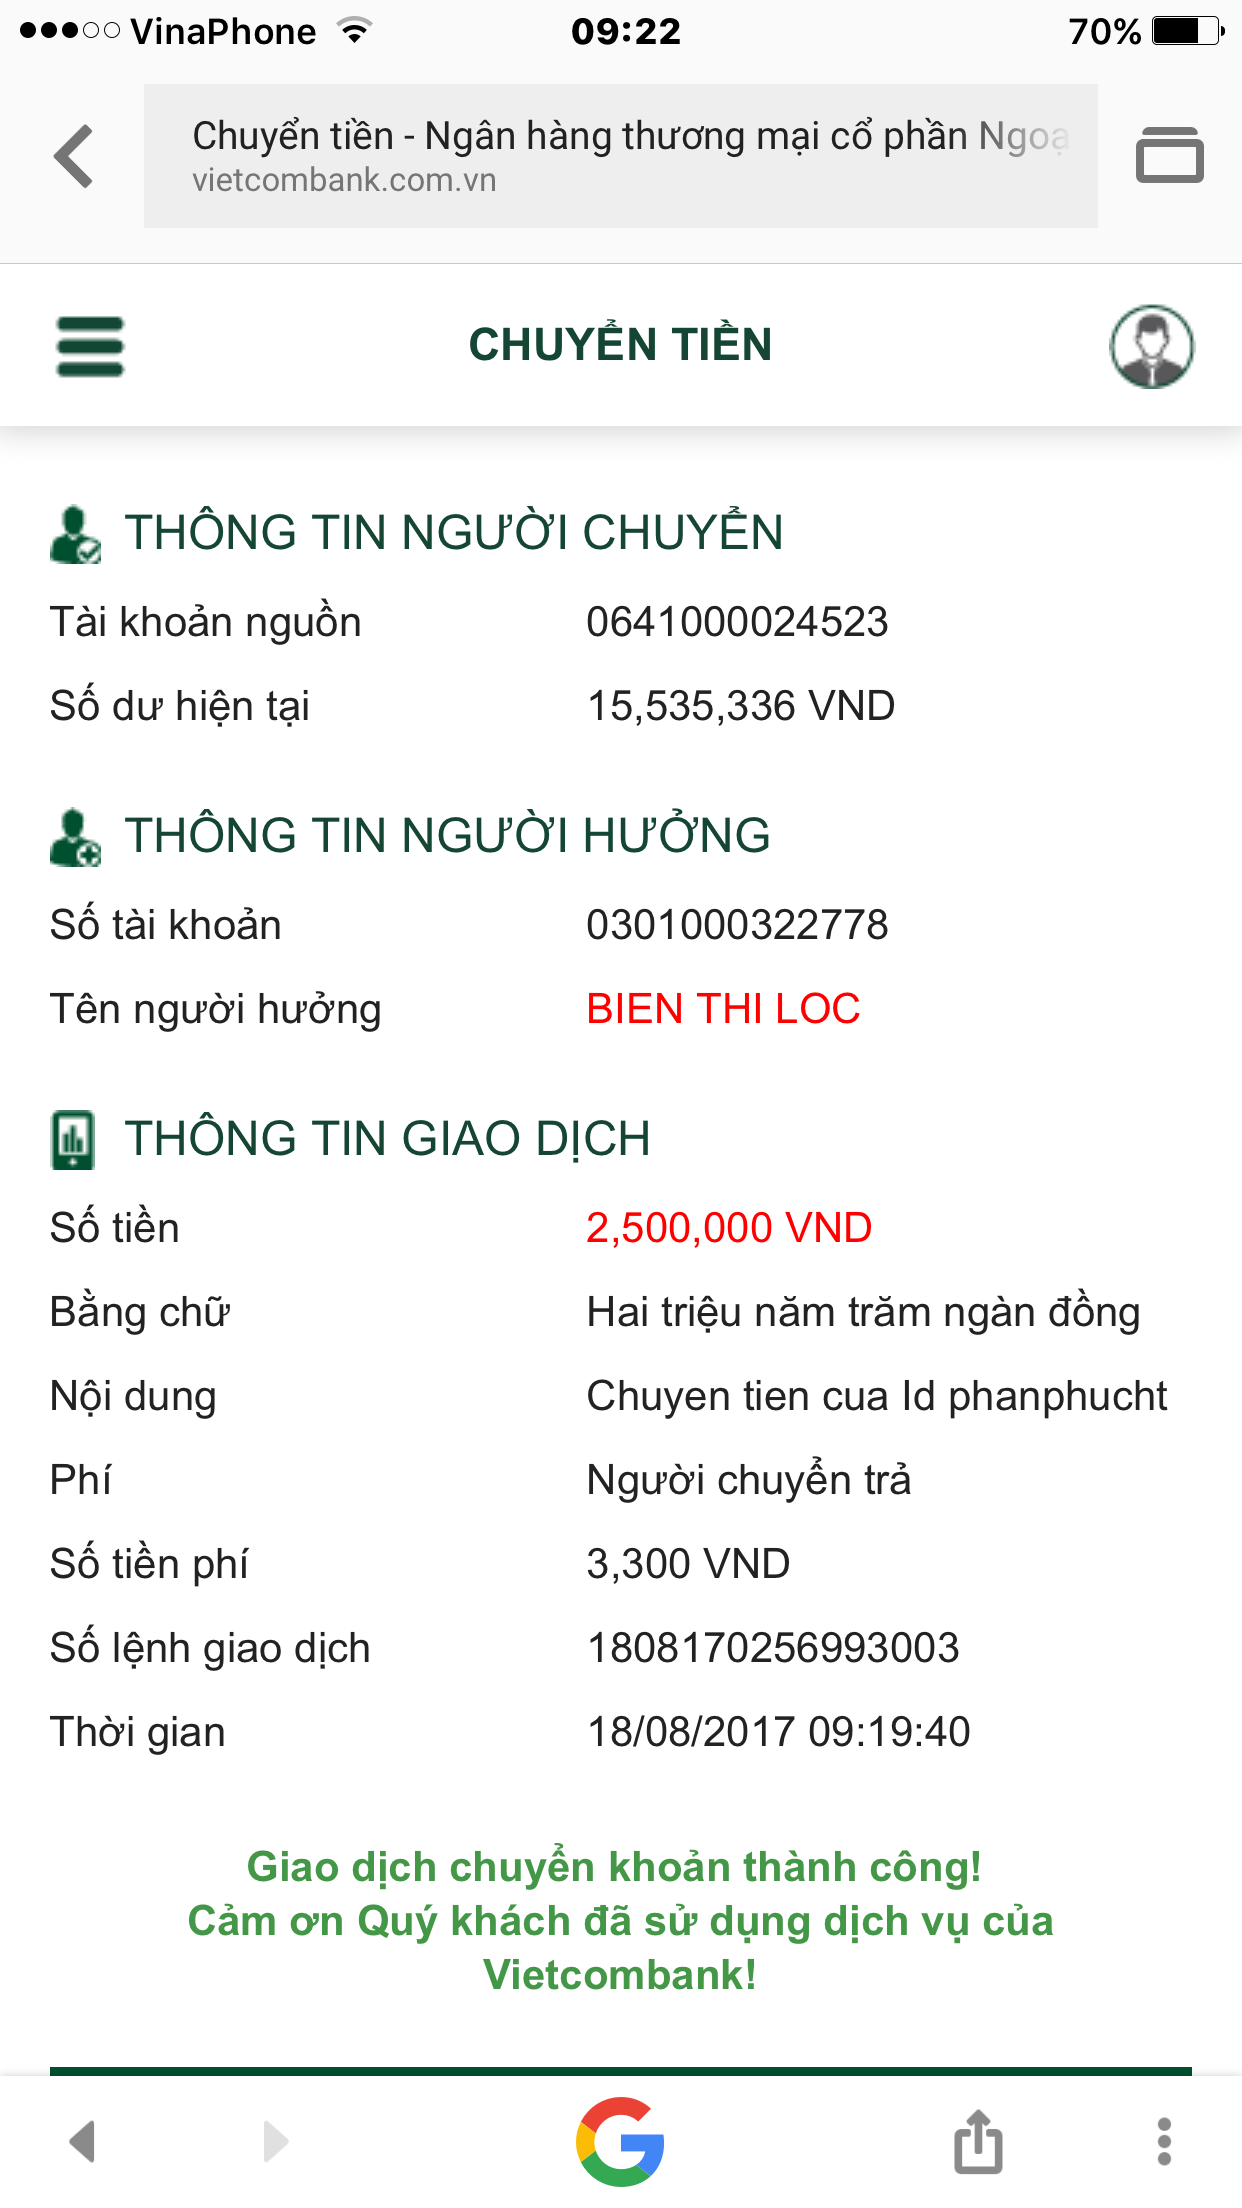 VinaPhone 09:22 70%
Chuyển tiền - Ngân hàng thương mại cổ phần Ngoạ
vietcombank.com.vn
CHUYỂN TIỀN
THÔNG TIN NGƯỜI CHUYỂN
Tài khoản nguồn 0641000024523
Số dư hiện tại 15,535,336 VND
THÔNG TIN NGƯỜI HƯỞNG
Số tài khoản 0301000322778
Tên người hưởng BIEN THI LOC
THÔNG TIN GIAO DỊCH
Số tiền 2,500,000 VND
Bằng chữ Hai triệu năm trăm ngàn đồng
Nội dung Chuyen tien cua Id phanphucht
Phí Người chuyển trả
Số tiền phí 3,300 VND
Số lệnh giao dịch 1808170256993003
Thời gian 18/08/2017 09:19:40
Giao dịch chuyển khoản thành công!
Cảm ơn Quý khách đã sử dụng dịch vụ của
Vietcombank!